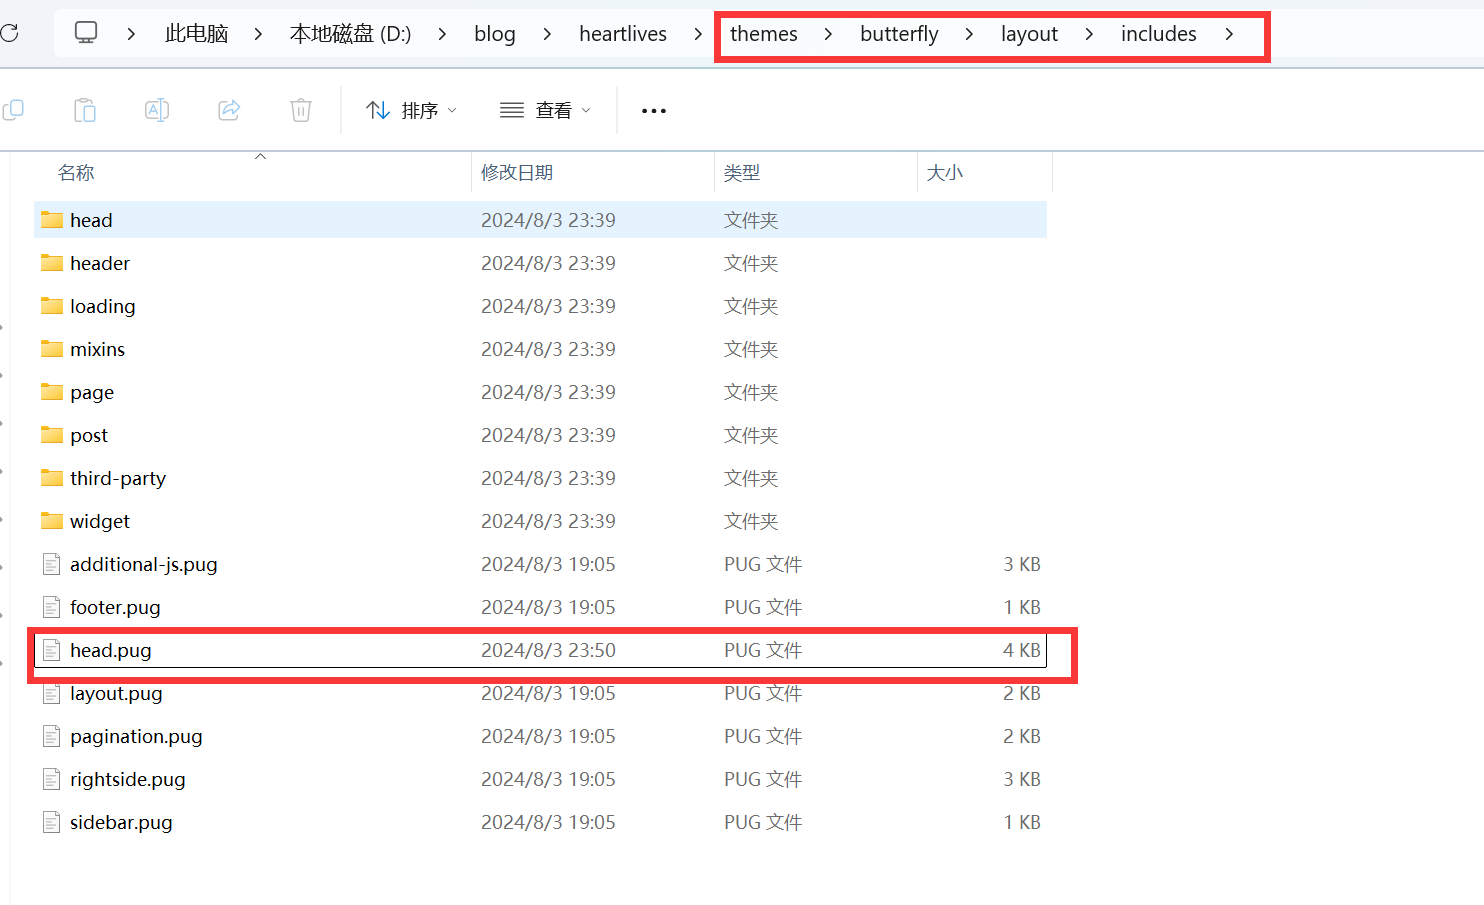 此电脑 > 本地磁盘 (D:) > blog > heartlives > themes > butterfly > layout > includes >
排序 查看 •••
名称 修改日期 类型 大小
head 2024/8/3 23:39 文件夹
header 2024/8/3 23:39 文件夹
loading 2024/8/3 23:39 文件夹
mixins 2024/8/3 23:39 文件夹
page 2024/8/3 23:39 文件夹
post 2024/8/3 23:39 文件夹
third-party 2024/8/3 23:39 文件夹
widget 2024/8/3 23:39 文件夹
additional-js.pug 2024/8/3 19:05 PUG 文件 3 KB
footer.pug 2024/8/3 19:05 PUG 文件 1 KB
head.pug 2024/8/3 23:50 PUG 文件 4 KB
layout.pug 2024/8/3 19:05 PUG 文件 2 KB
pagination.pug 2024/8/3 19:05 PUG 文件 2 KB
rightside.pug 2024/8/3 19:05 PUG 文件 3 KB
sidebar.pug 2024/8/3 19:05 PUG 文件 1 KB